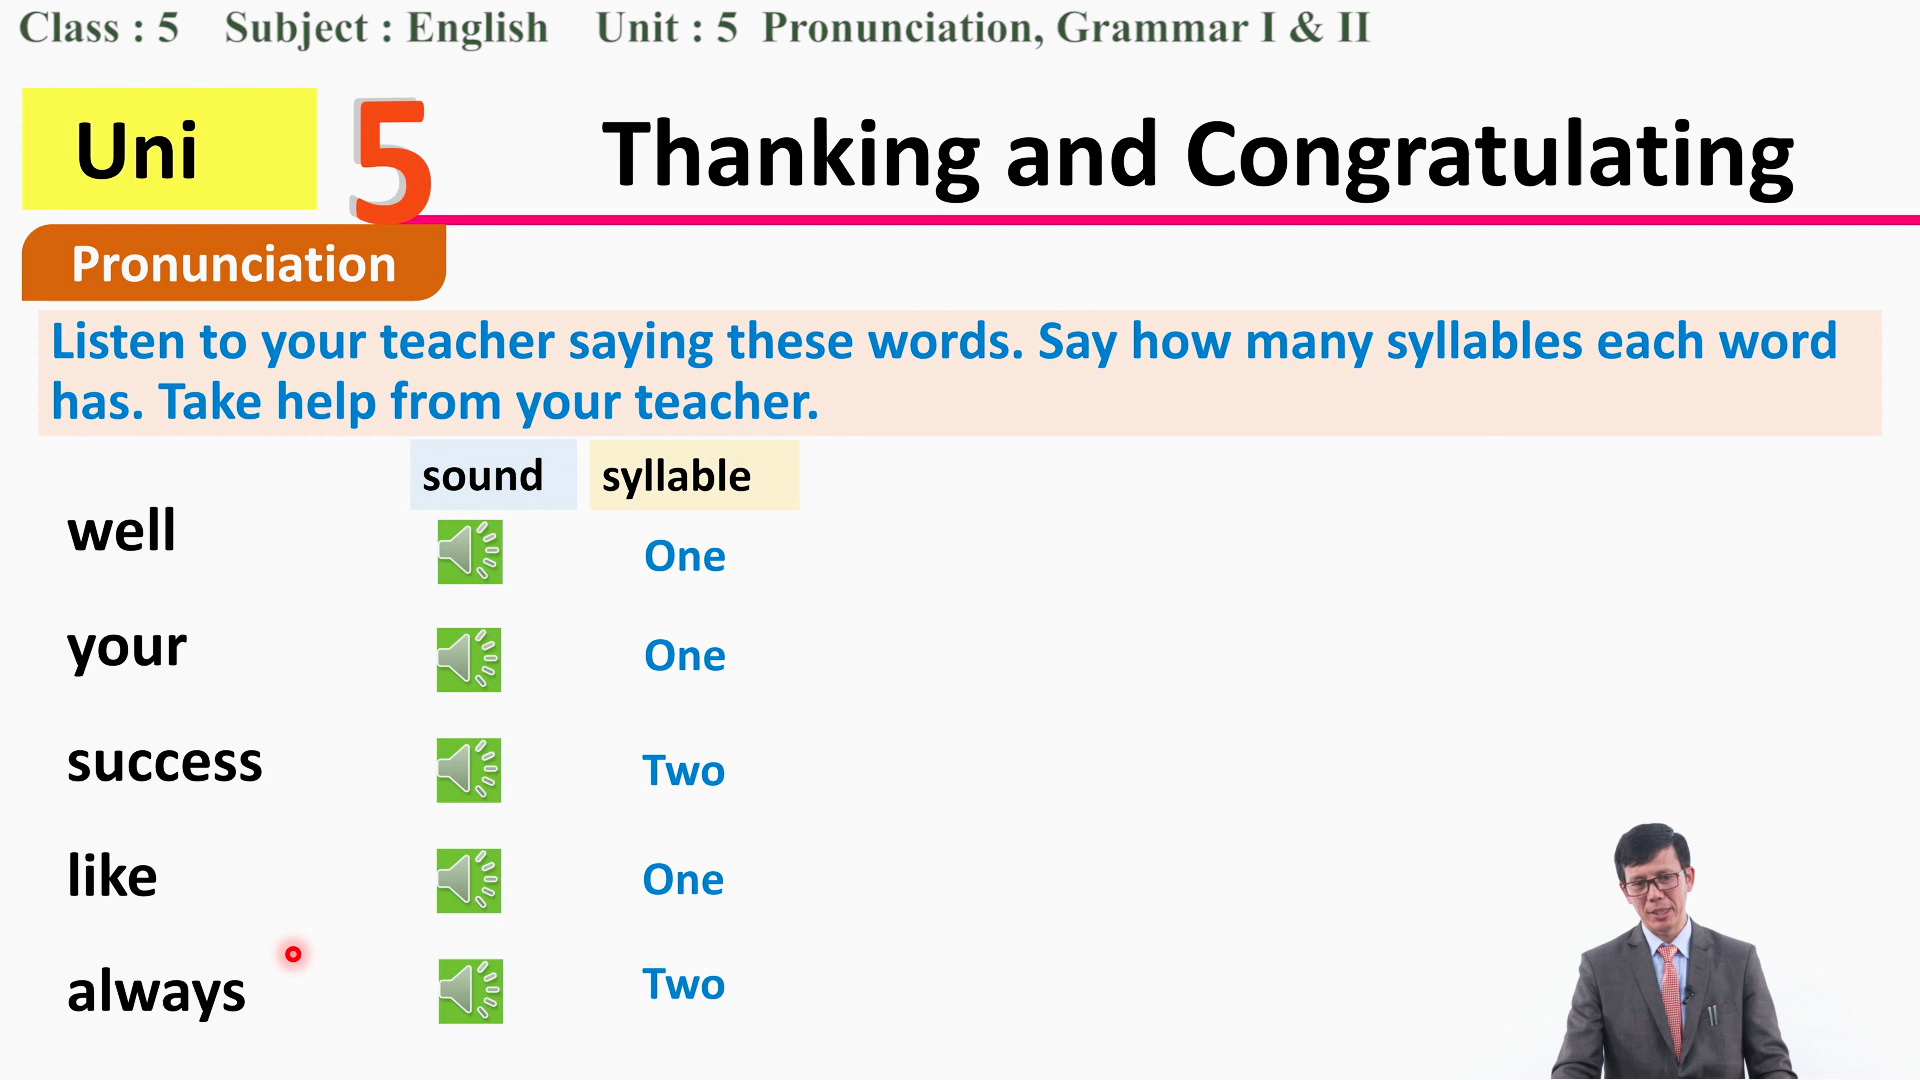 Class : 5 Subject : English Unit : 5 Pronunciation, Grammar I & II
Uni 5 Thanking and Congratulating
Pronunciation
Listen to your teacher saying these words. Say how many syllables each word
has. Take help from your teacher.
sound syllable
well One
your One
success Two
like One
always Two